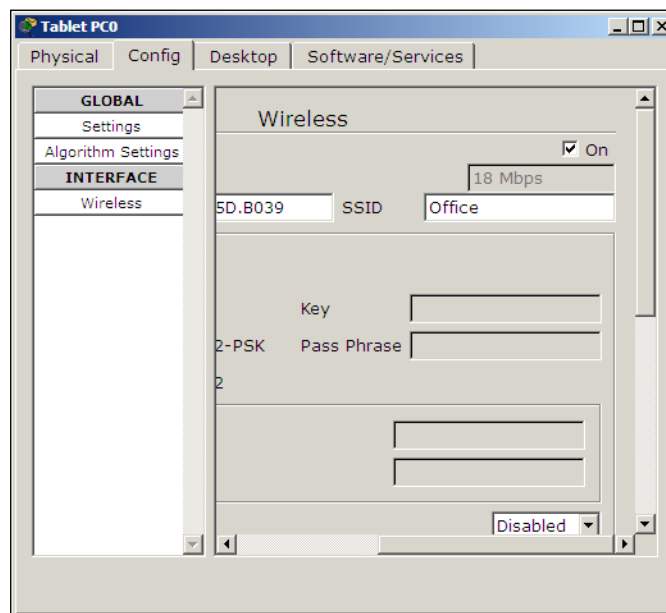 Tablet PC0
Physical Config Desktop Software/Services
GLOBAL
Settings
Algorithm Settings
INTERFACE
Wireless
Wireless
On
18 Mbps
5D.B039 SSID Office
Key
2-PSK Pass Phrase
2
Disabled